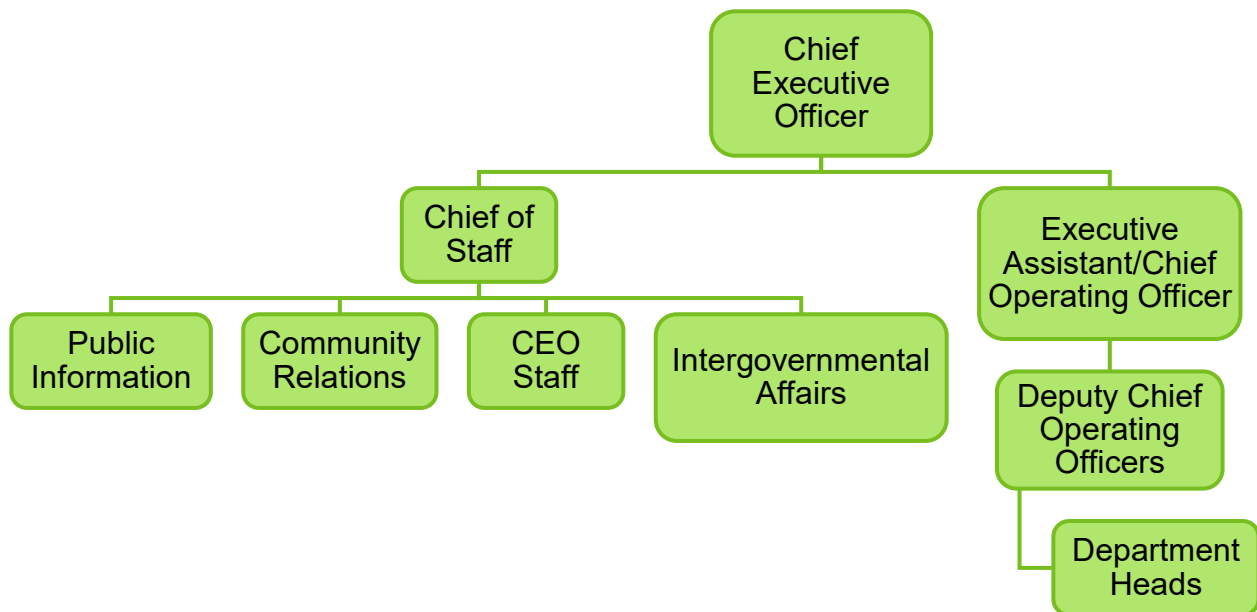 Chief
Executive
Officer
Chief of
Staff
Executive
Assistant/Chief
Operating Officer
Public
Information
Community
Relations
CEO
Staff
Intergovernmental
Affairs
Deputy Chief
Operating
Officers
Department
Heads